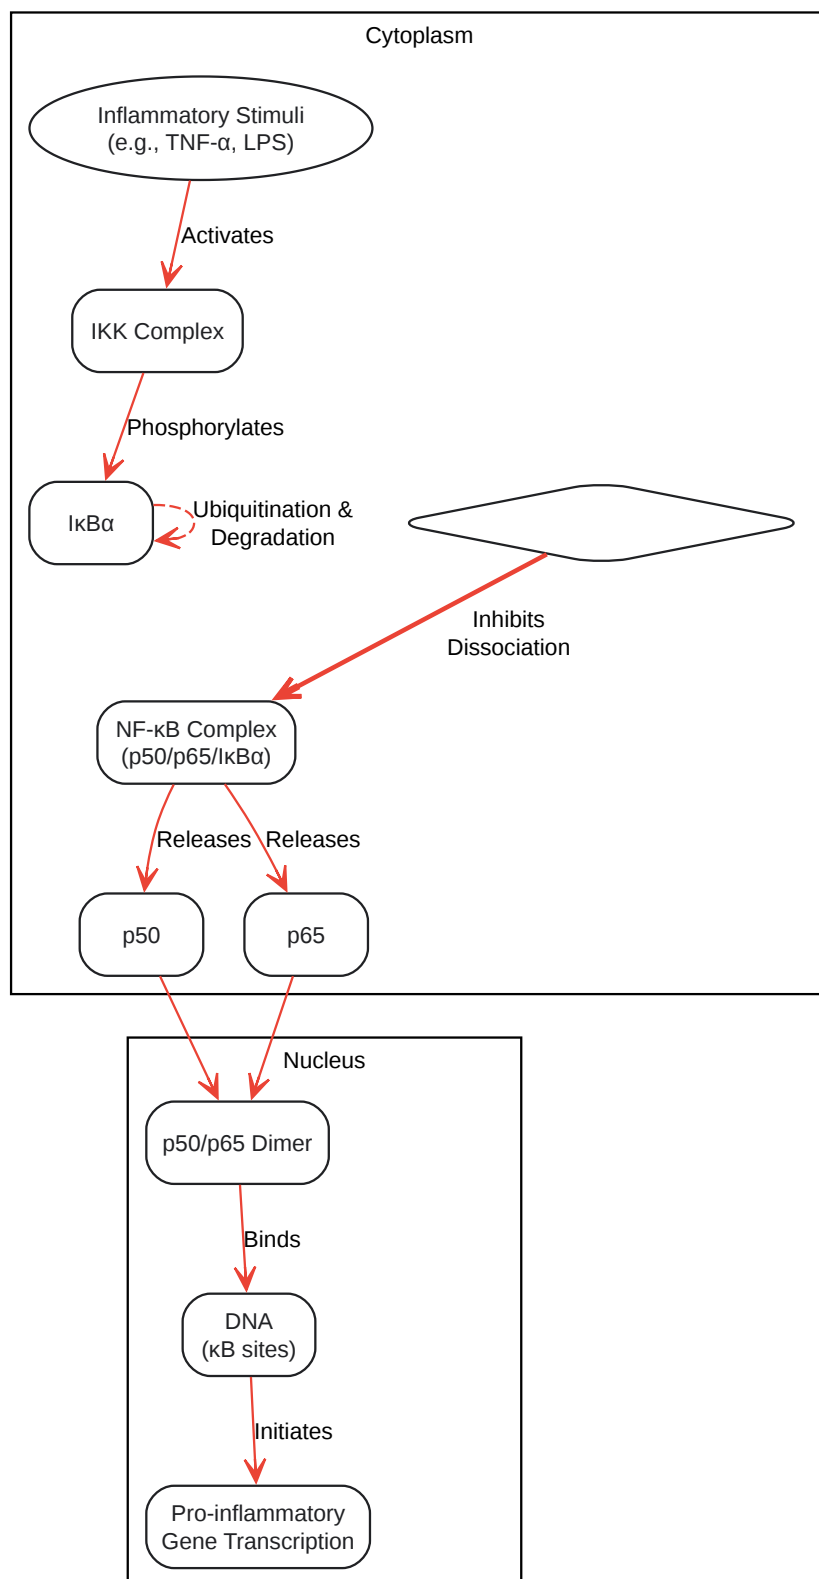 Cytoplasm
Inflammatory Stimuli
(e.g., TNF-α, LPS)
Activates
IKK Complex
Phosphorylates
IκBα
Ubiquitination &
Degradation
Inhibits
Dissociation
NF-κB Complex
(p50/p65/IκBα)
Releases
Releases
p50
p65
Nucleus
p50/p65 Dimer
Binds
DNA
(κB sites)
Initiates
Pro-inflammatory
Gene Transcription